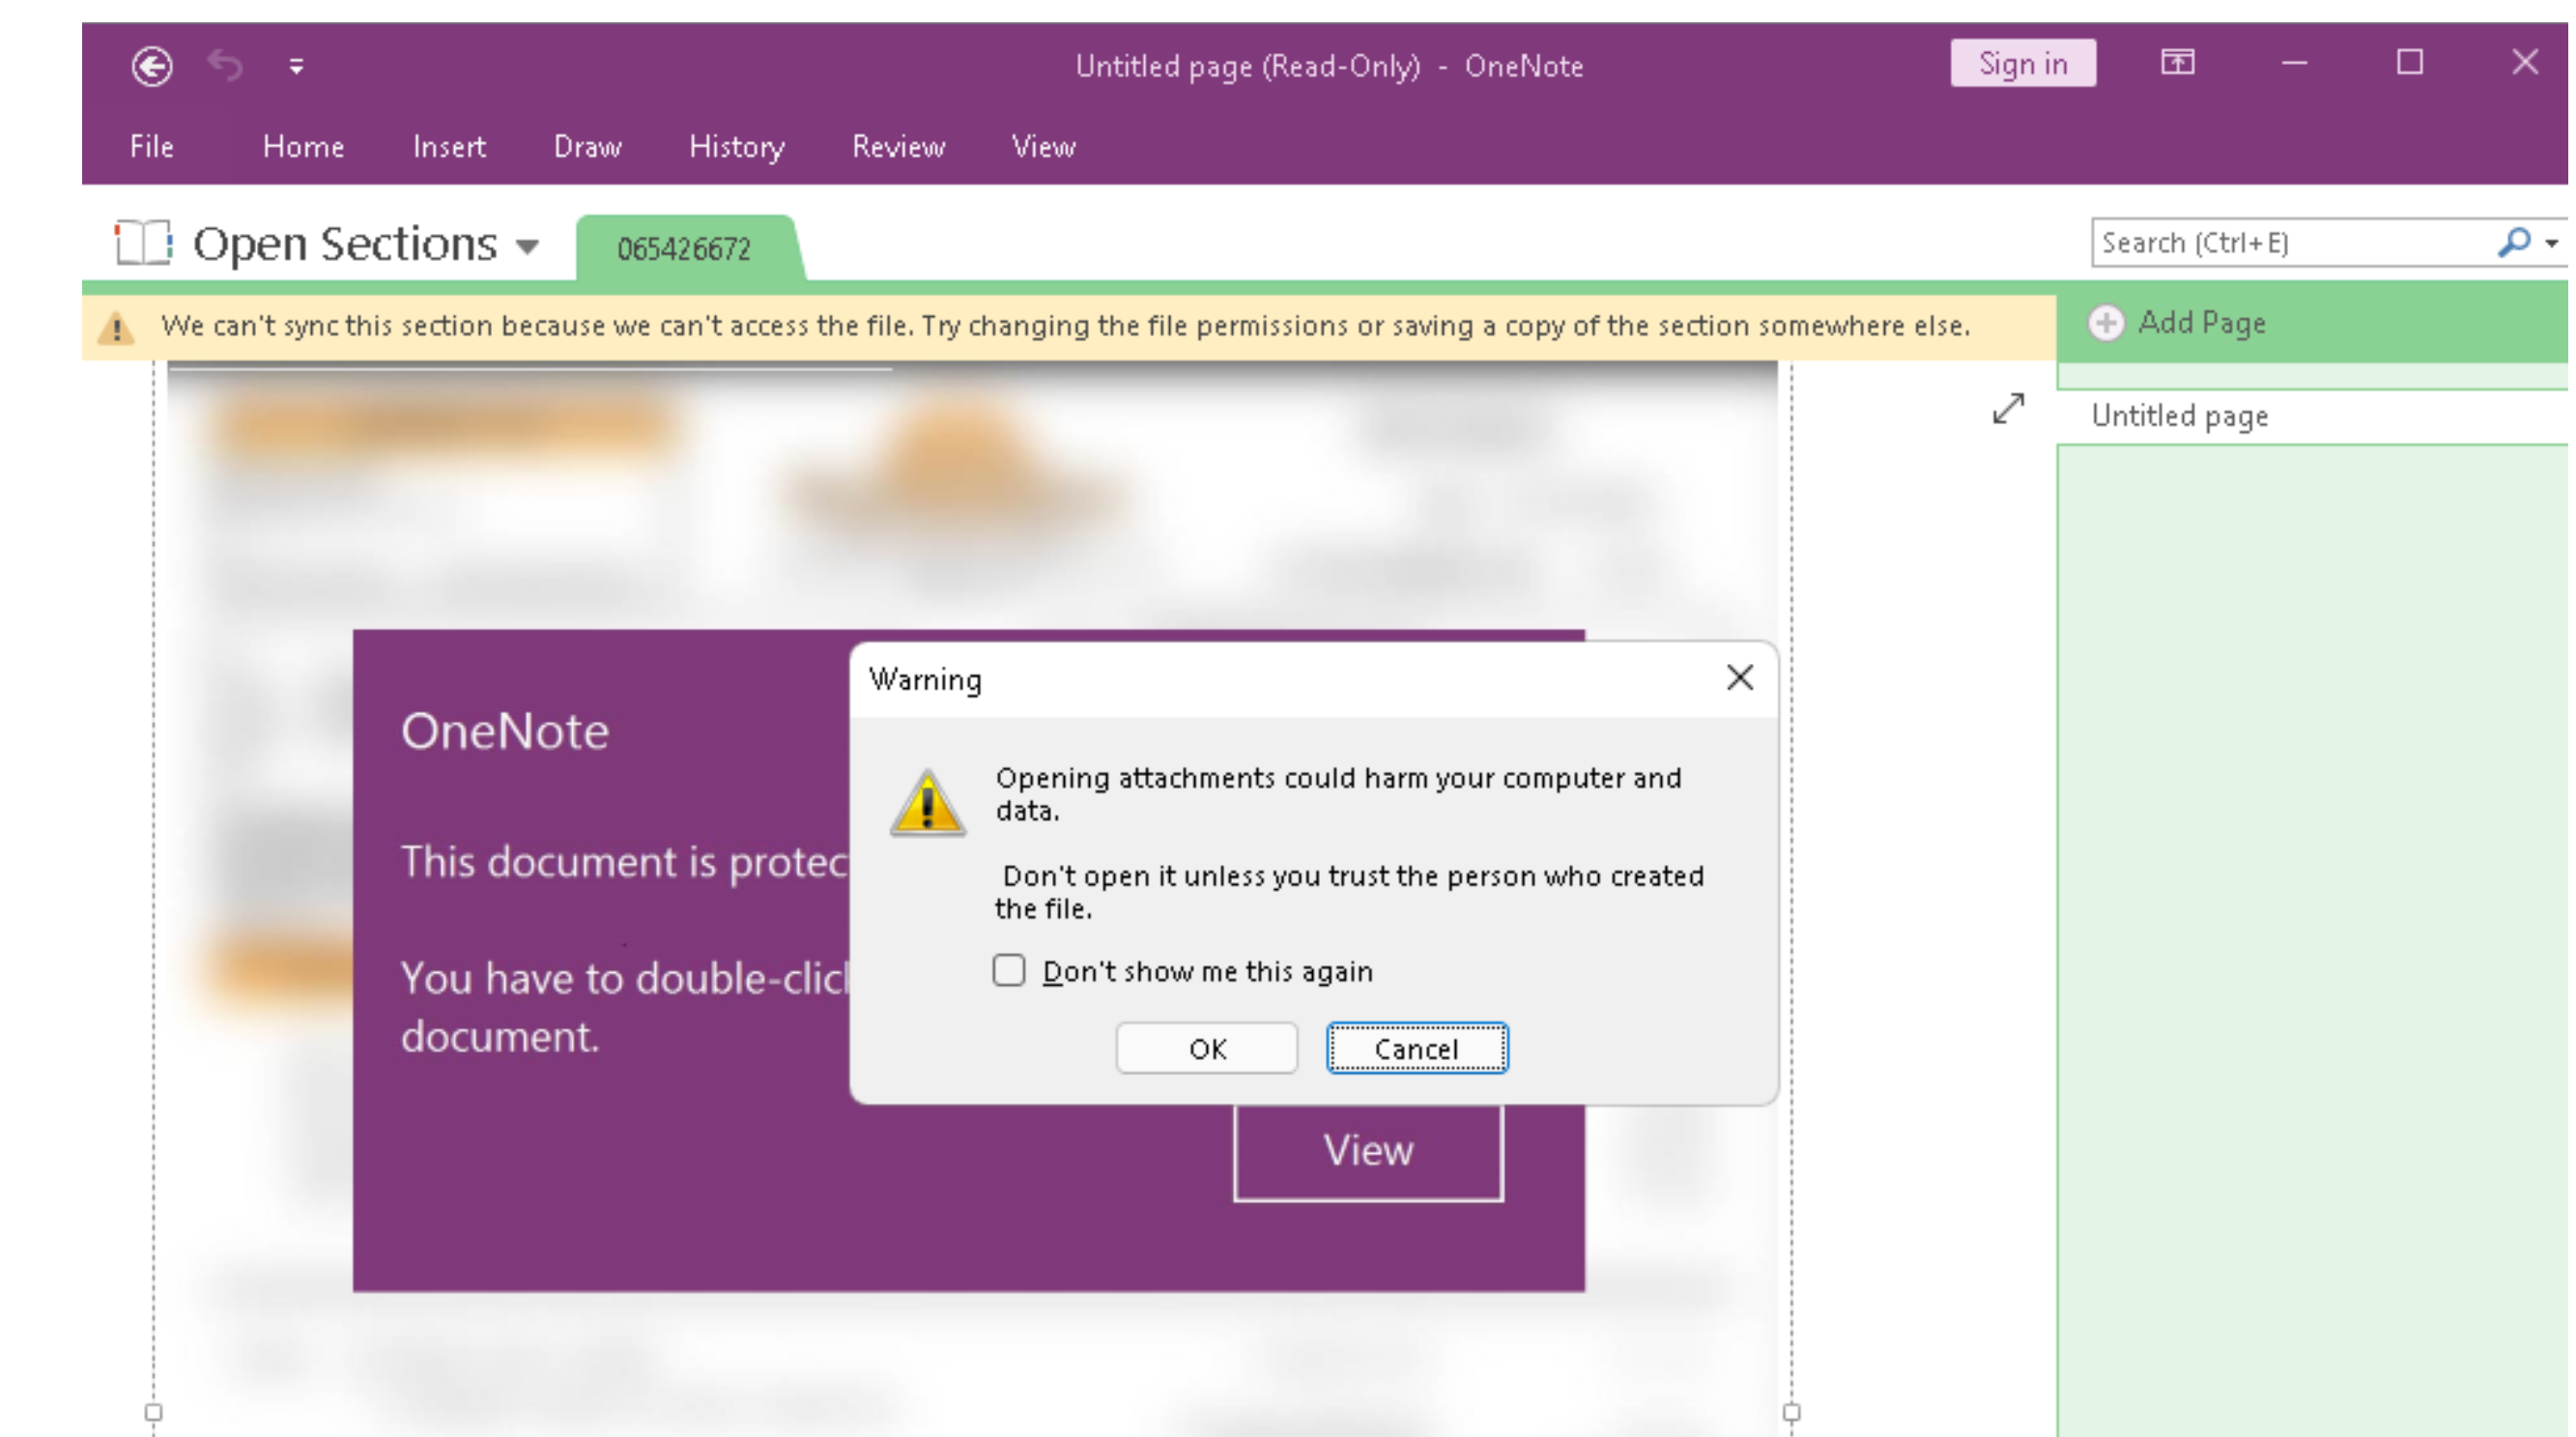 Untitled page (Read-Only) - OneNote
Sign in
File Home Insert Draw History Review View
Open Sections
065426672
Search (Ctrl+E)
We can't sync this section because we can't access the file. Try changing the file permissions or saving a copy of the section somewhere else.
Add Page
Untitled page
OneNote
This document is protec
You have to double-clic
document.
View
Warning
Opening attachments could harm your computer and
data.
Don't open it unless you trust the person who created
the file.
Don't show me this again
OK
Cancel